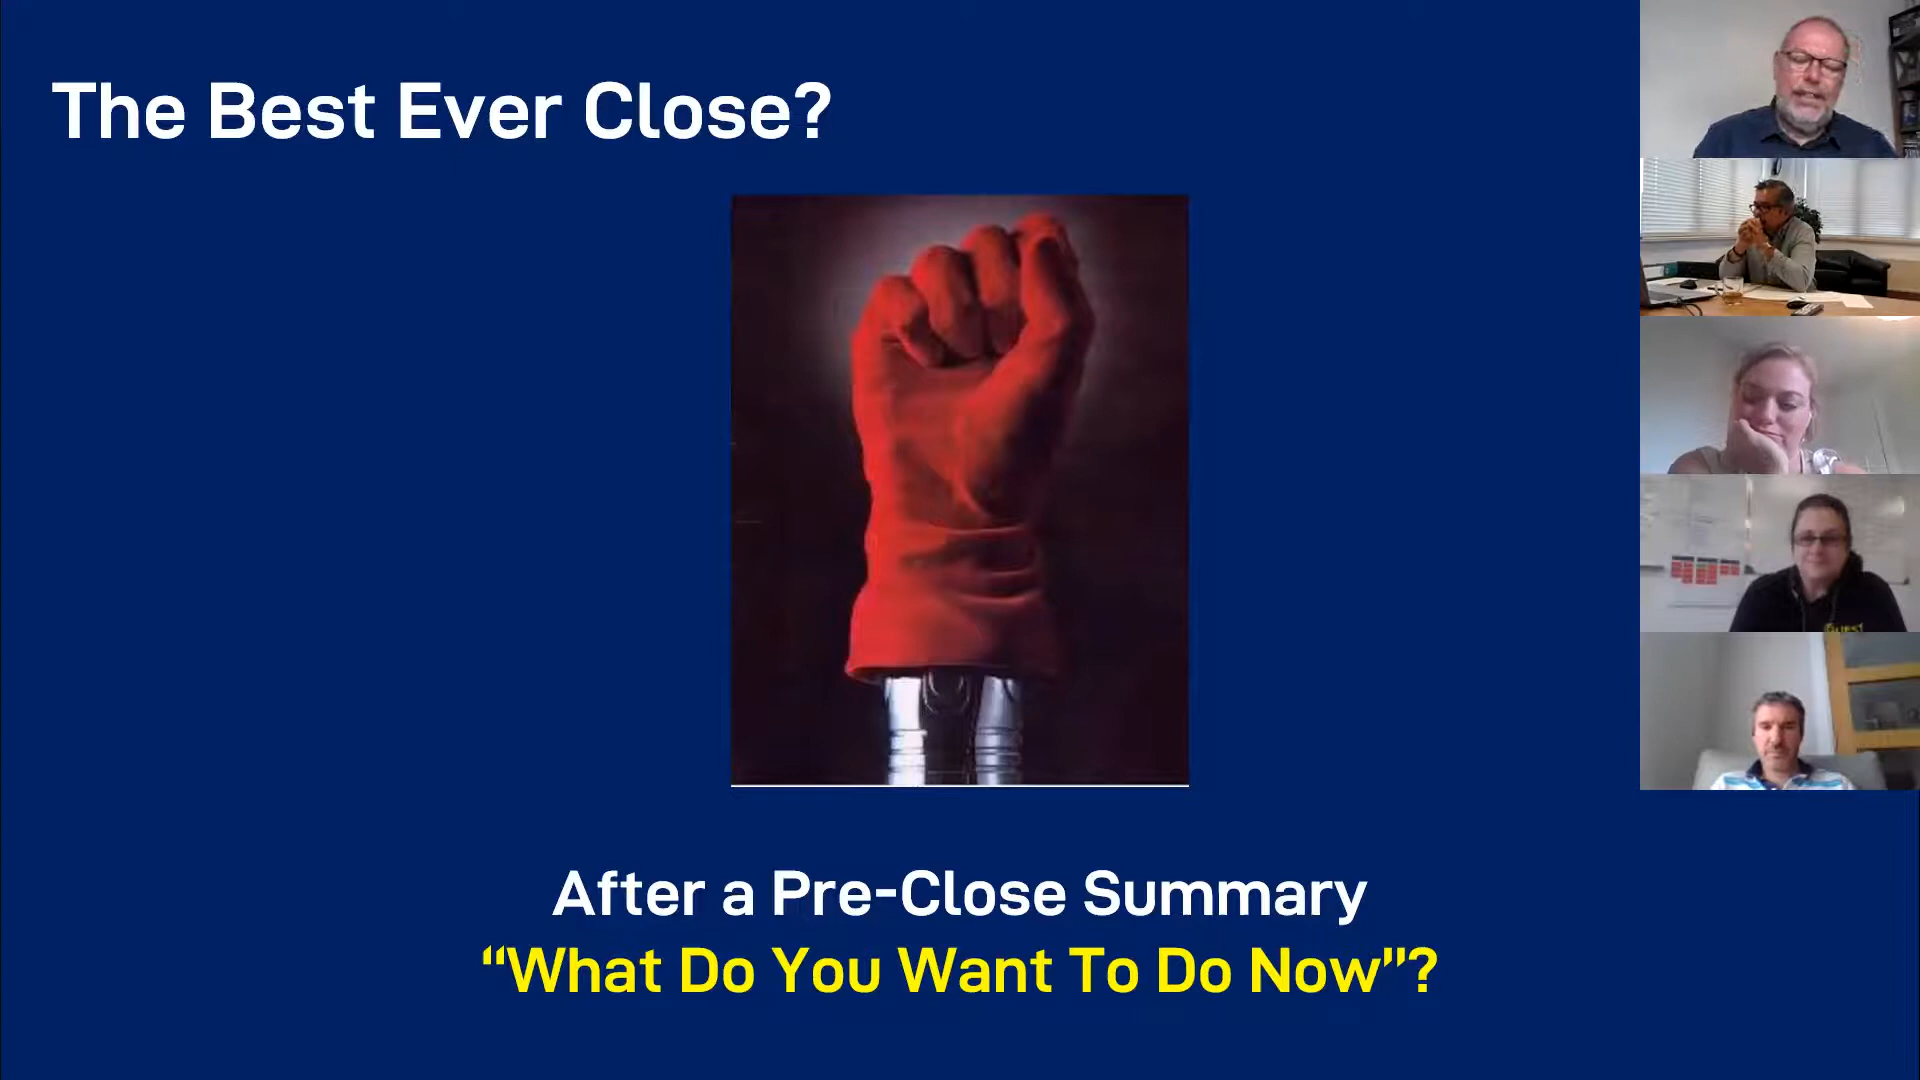 The Best Ever Close?
After a Pre-Close Summary
“What Do You Want To Do Now”?